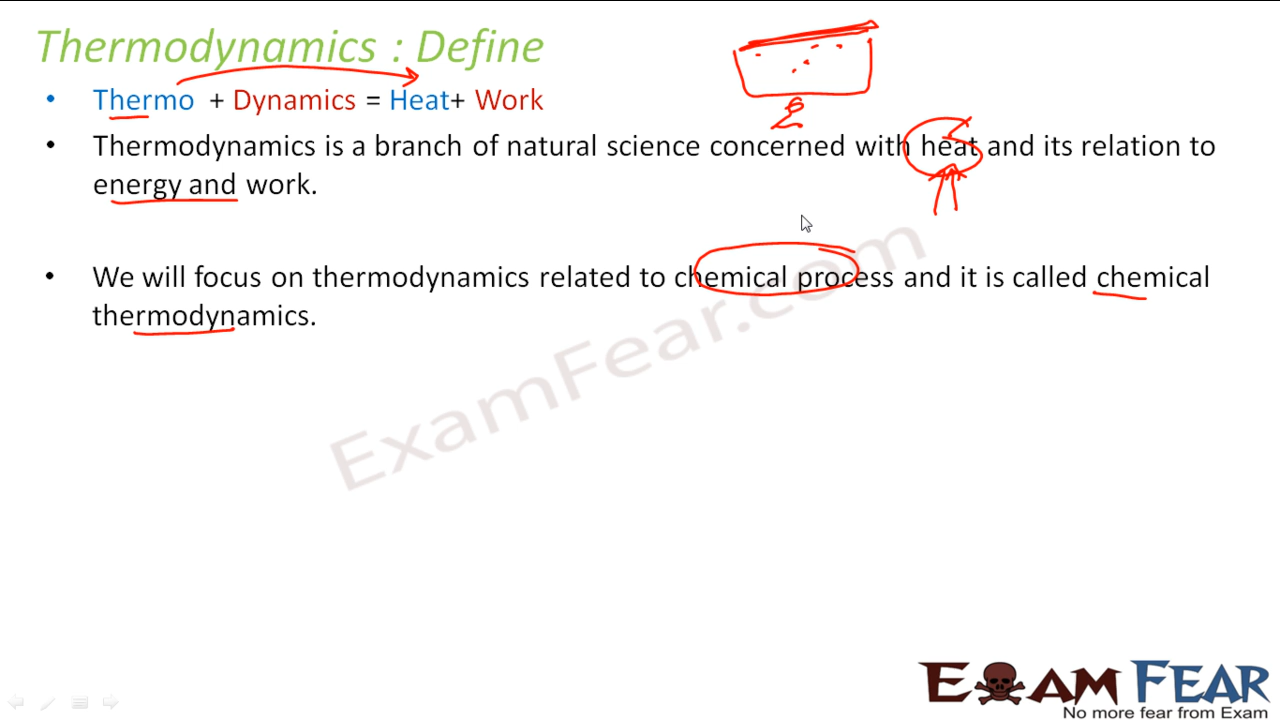 Thermodynamics : Define
• Thermo + Dynamics = Heat+ Work
• Thermodynamics is a branch of natural science concerned with heat and its relation to
energy and work.
• We will focus on thermodynamics related to chemical process and it is called chemical
thermodynamics.
ExamFear.com
EXAM FEAR
No more fear from Exam